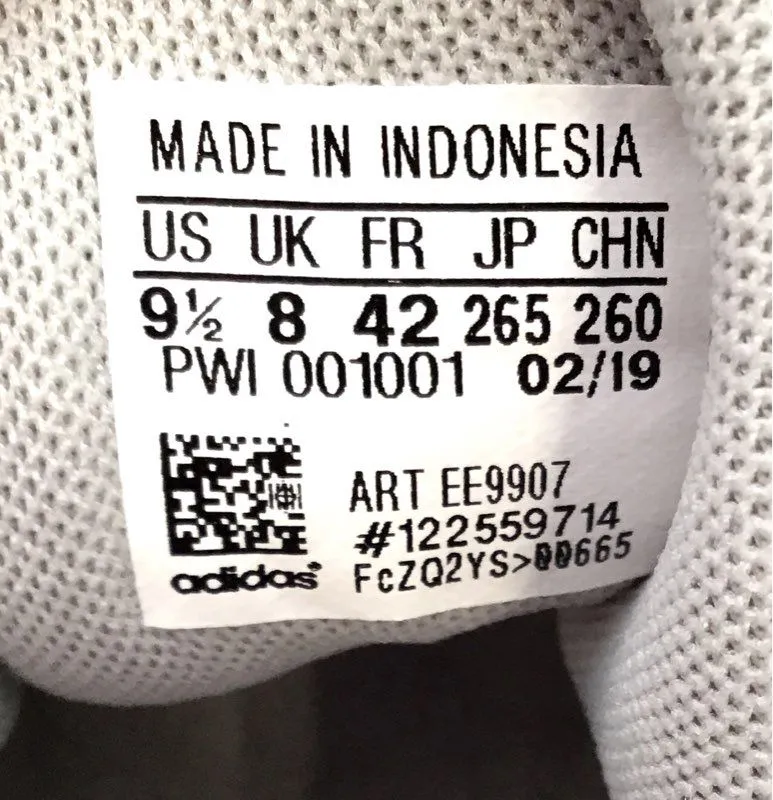 MADE IN INDONESIA
US UK FR JP CHN
9½ 8 42 265 260
PWI 001001 02/19
ART EE9907
#122559714
FcZQ2YS>00665
adidas